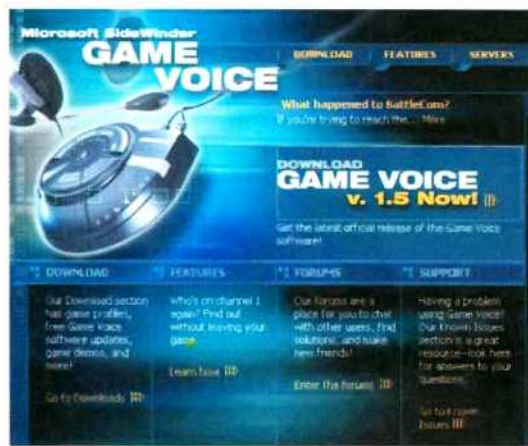 Microsoft SideWinder
GAME
VOICE
DOWNLOAD
FEATURES
SERVERS
What happened to BattleCom?
If you're trying to reach the... More
DOWNLOAD
GAME VOICE
v. 1.5 Now!
Get the latest official release of the Game Voice
software!
DOWNLOAD
Our Download section
has game profiles,
free Game Voice
software updates,
game demos, and
more!
Go to Downloads
FEATURES
Who's on channel 1
again? Find out
without leaving your
game.
Learn how
FORUMS
Our forums are a
place for you to chat
with other users, find
solutions, and make
new friends!
Enter the forums
SUPPORT
Having a problem
using Game Voice?
Our Known Issues
section is a great
resource—look here
for answers to your
questions.
Go to Known
Issues